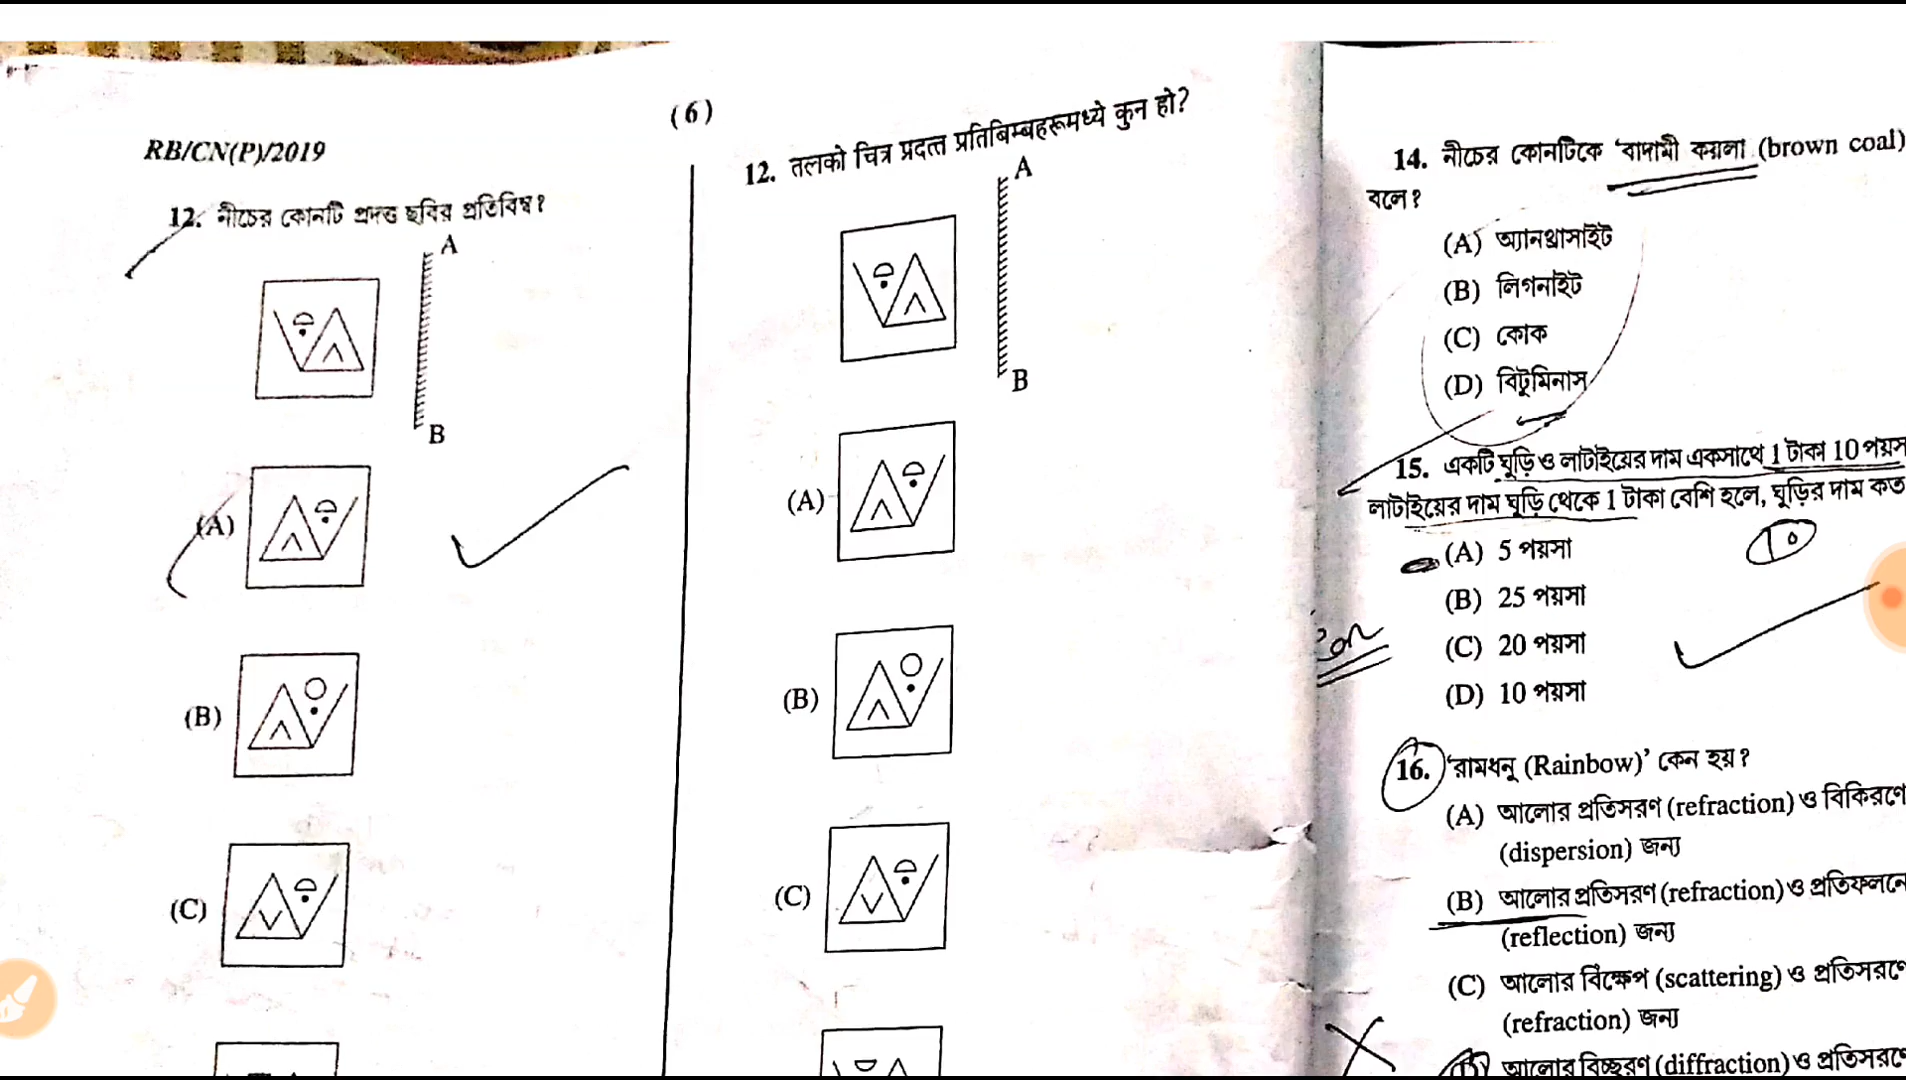 (6)
RB/CN(P)/2019
12. নীচের কোনটি প্রদত্ত ছবির প্রতিবিম্ব?
A
B
(A)
(B)
(C)
12. तलको चित्र प्रदत्त प्रतिबिम्बहरूमध्ये कुन हो?
A
B
(A)
(B)
(C)
14. নীচের কোনটিকে ‘বাদামী কয়লা (brown coal)
বলে?
(A) অ্যানথ্রাসাইট
(B) লিগনাইট
(C) কোক
(D) বিটুমিনাস
15. একটি ঘুড়ি ও লাটাইয়ের দাম একসাথে 1 টাকা 10 পয়স
লাটাইয়ের দাম ঘুড়ি থেকে 1 টাকা বেশি হলে, ঘুড়ির দাম কত
(A) 5 পয়সা
10
(B) 25 পয়সা
(C) 20 পয়সা
(D) 10 পয়সা
16. ‘রামধনু (Rainbow)’ কেন হয়?
(A) আলোর প্রতিসরণ (refraction) ও বিকিরণে
(dispersion) জন্য
(B) আলোর প্রতিসরণ (refraction) ও প্রতিফলনে
(reflection) জন্য
(C) আলোর বিক্ষেপ (scattering) ও প্রতিসরণে
(refraction) জন্য
(D) আলোর বিচ্ছুরণ (diffraction) ও প্রতিসরণে